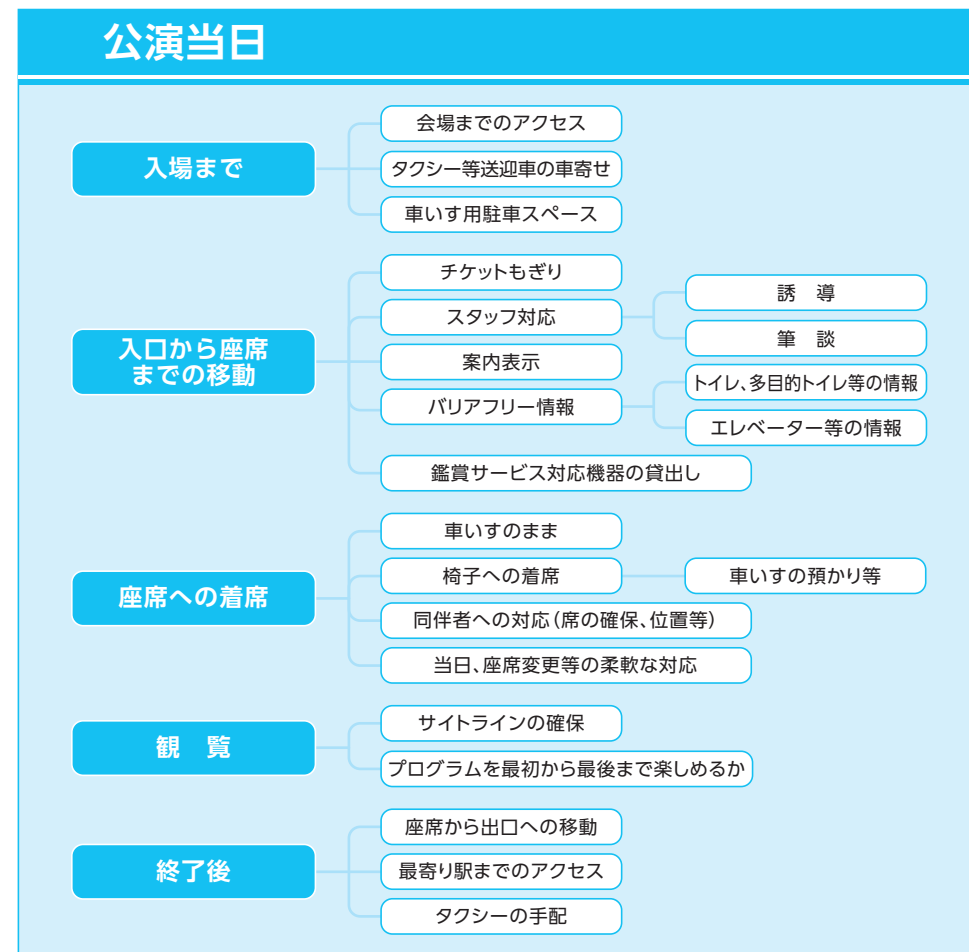 公演当日
入場まで
会場までのアクセス
タクシー等送迎車の車寄せ
車いす用駐車スペース
入口から座席
までの移動
チケットもぎり
スタッフ対応
誘　導
筆　談
案内表示
バリアフリー情報
トイレ、多目的トイレ等の情報
エレベーター等の情報
鑑賞サービス対応機器の貸出し
座席への着席
車いすのまま
椅子への着席
車いすの預かり等
同伴者への対応（席の確保、位置等）
当日、座席変更等の柔軟な対応
観　覧
サイトラインの確保
プログラムを最初から最後まで楽しめるか
終了後
座席から出口への移動
最寄り駅までのアクセス
タクシーの手配